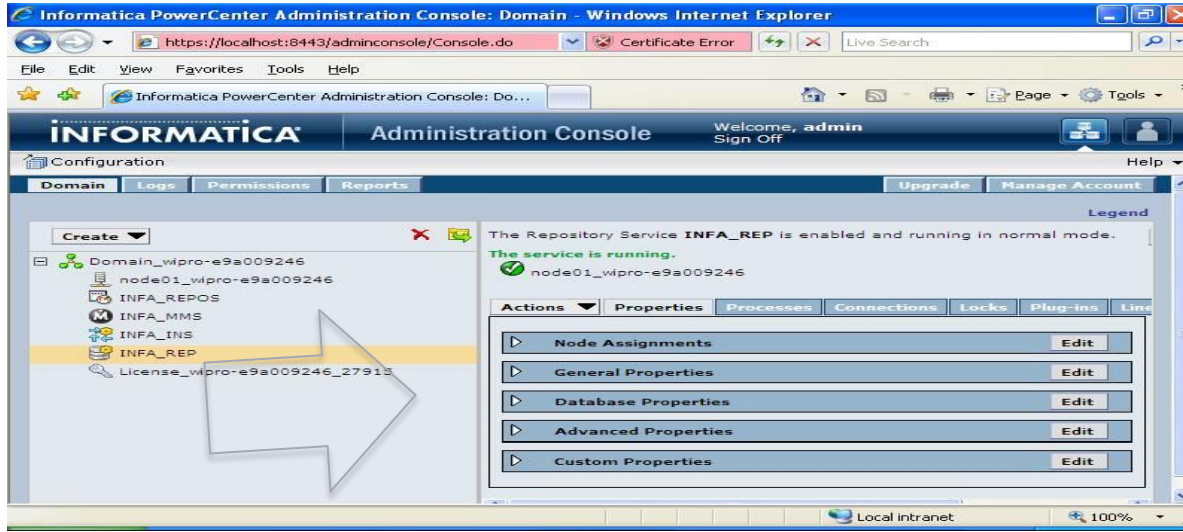 Informatica PowerCenter Administration Console: Domain - Windows Internet Explorer
https://localhost:8443/adminconsole/Console.do Certificate Error Live Search
File Edit View Favorites Tools Help
Informatica PowerCenter Administration Console: Do... Page Tools
INFORMATICA Administration Console Welcome, admin
Sign Off
Configuration Help
Domain Logs Permissions Reports Upgrade Manage Account
Legend
Create
Domain_wipro-e9a009246
node01_wipro-e9a009246
INFA_REPOS
INFA_MMS
INFA_INS
INFA_REP
License_wipro-e9a009246_27915
The Repository Service INFA_REP is enabled and running in normal mode.
The service is running.
node01_wipro-e9a009246
Actions Properties Processes Connections Locks Plug-ins Line
Node Assignments Edit
General Properties Edit
Database Properties Edit
Advanced Properties Edit
Custom Properties Edit
Local intranet 100%